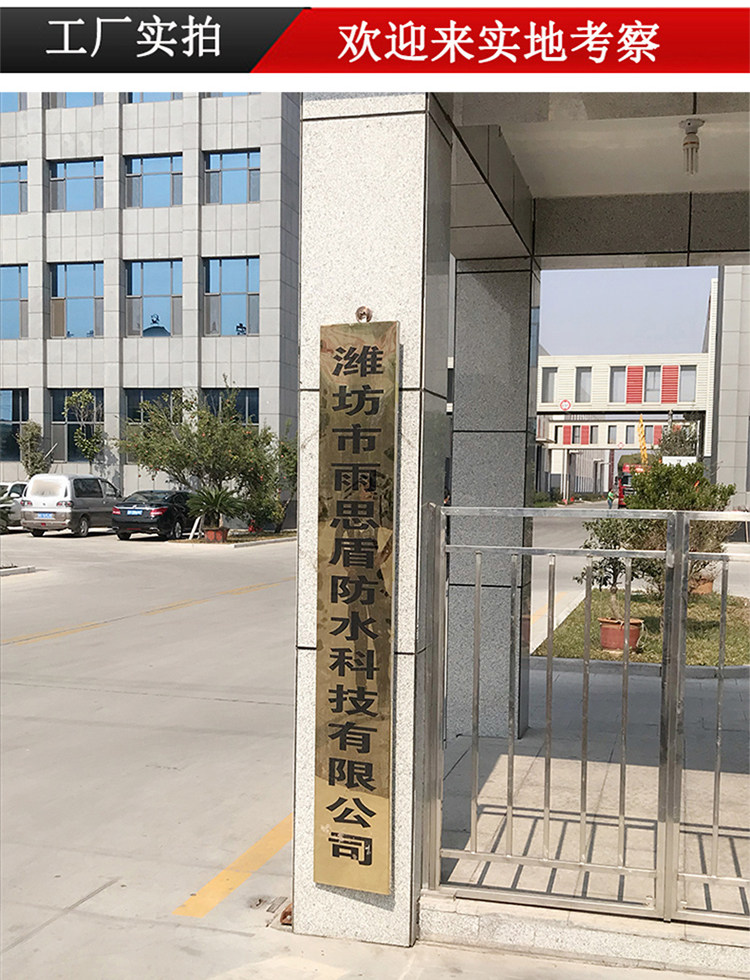 工厂实拍
欢迎来实地考察
潍坊市雨思盾防水科技有限公司